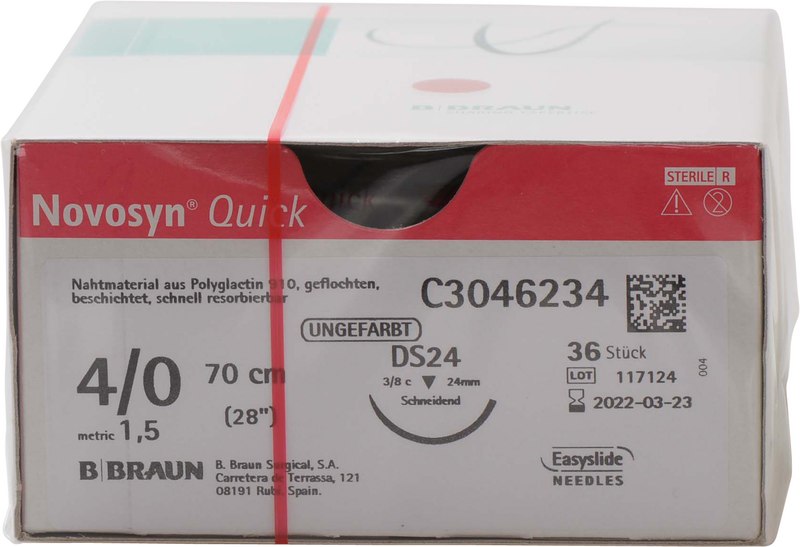 B|BRAUN
SHARING EXPERTISE
Novosyn® Quick
STERILE R
Nahtmaterial aus Polyglactin 910, geflochten,
beschichtet, schnell resorbierbar
C3046234
UNGEFARBT
DS24
3/8 c 24mm
Schneidend
4/0 70 cm
(28")
metric 1,5
36 Stück
LOT 117124
2022-03-23
004
B|BRAUN
B. Braun Surgical, S.A.
Carretera de Terrassa, 121
08191 Rubí. Spain.
Easyslide
NEEDLES